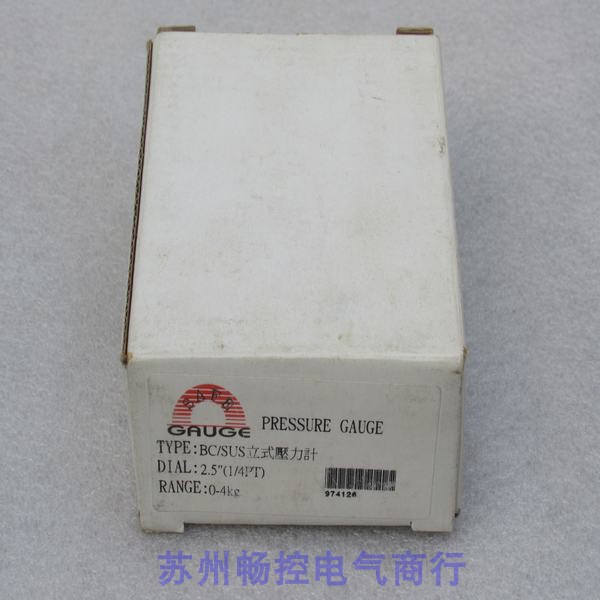 GAUGE
PRESSURE GAUGE
TYPE:BC/SUS立式壓力計
DIAL:2.5"(1/4PT)
RANGE:0-4kg
974126
苏州畅控电气商行